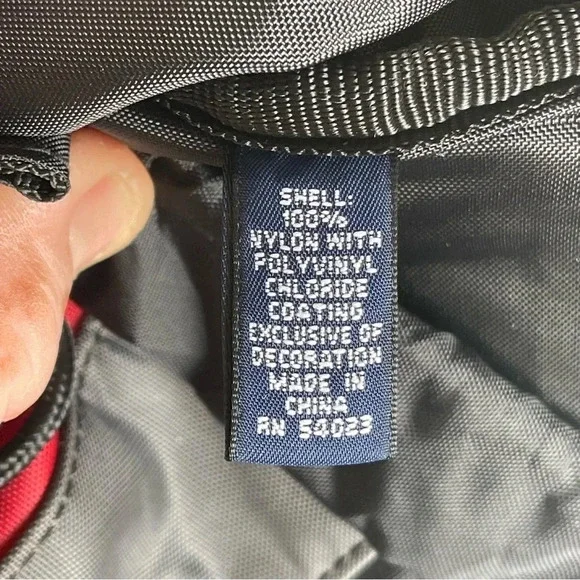 SHELL:
100%
NYLON WITH
POLYVINYL
CHLORIDE
COATING
EXCLUSIVE OF
DECORATION
MADE IN
CHINA
RN 54023